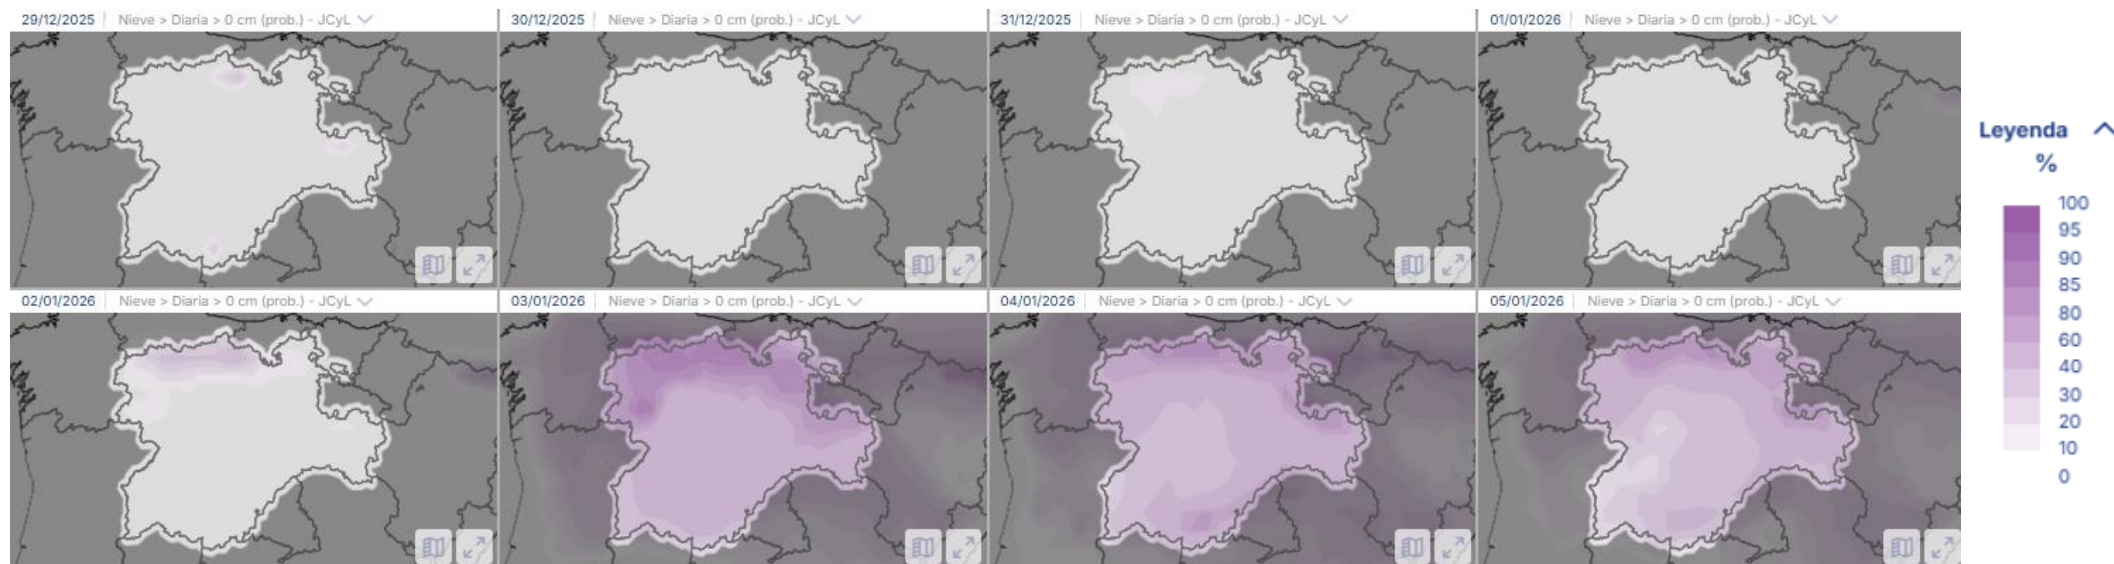 29/12/2025 Nieve > Diaria > 0 cm (prob.) - JCyL
30/12/2025 Nieve > Diaria > 0 cm (prob.) - JCyL
31/12/2025 Nieve > Diaria > 0 cm (prob.) - JCyL
01/01/2026 Nieve > Diaria > 0 cm (prob.) - JCyL
02/01/2026 Nieve > Diaria > 0 cm (prob.) - JCyL
03/01/2026 Nieve > Diaria > 0 cm (prob.) - JCyL
04/01/2026 Nieve > Diaria > 0 cm (prob.) - JCyL
05/01/2026 Nieve > Diaria > 0 cm (prob.) - JCyL
Leyenda
%
100
95
90
85
80
60
40
30
20
10
0